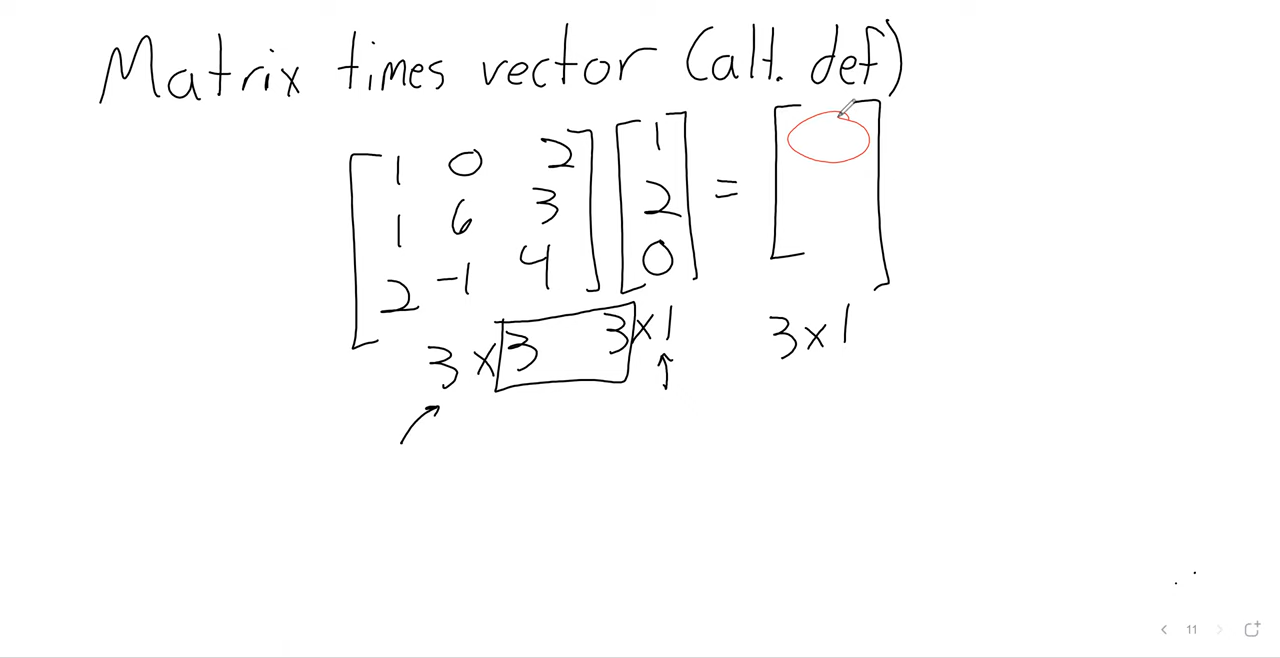 Matrix times vector (alt. def)
[1 0 2] [1] = [ ]
[1 6 3] [2]
[2 -1 4] [0]
3 x 3 3 x 1 3 x 1
< 11 >